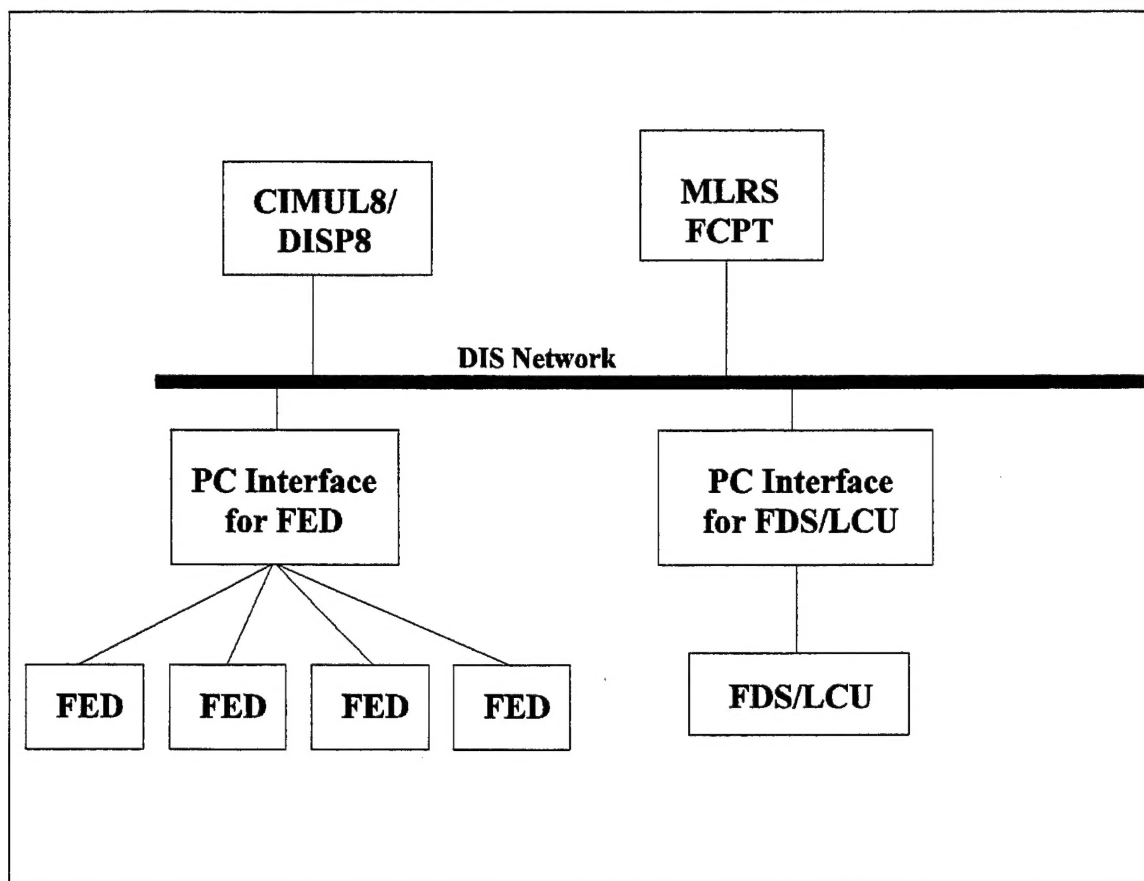 CIMUL8/
DISP8
MLRS
FCPT
DIS Network
PC Interface
for FED
PC Interface
for FDS/LCU
FED
FED
FED
FED
FDS/LCU